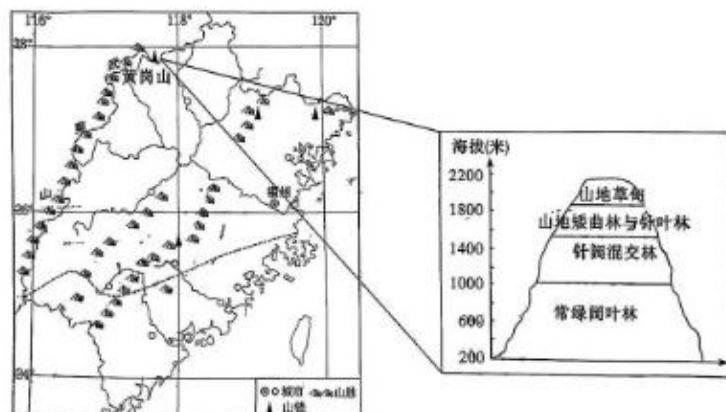 116°
118°
120°
28°
武
黄岗山
夷
山
福州
26°
24°
城市
山脉
山峰
海拔(米)
2200
山地草甸
1800
山地矮曲林与针叶林
1400
针阔混交林
1000
常绿阔叶林
600
200